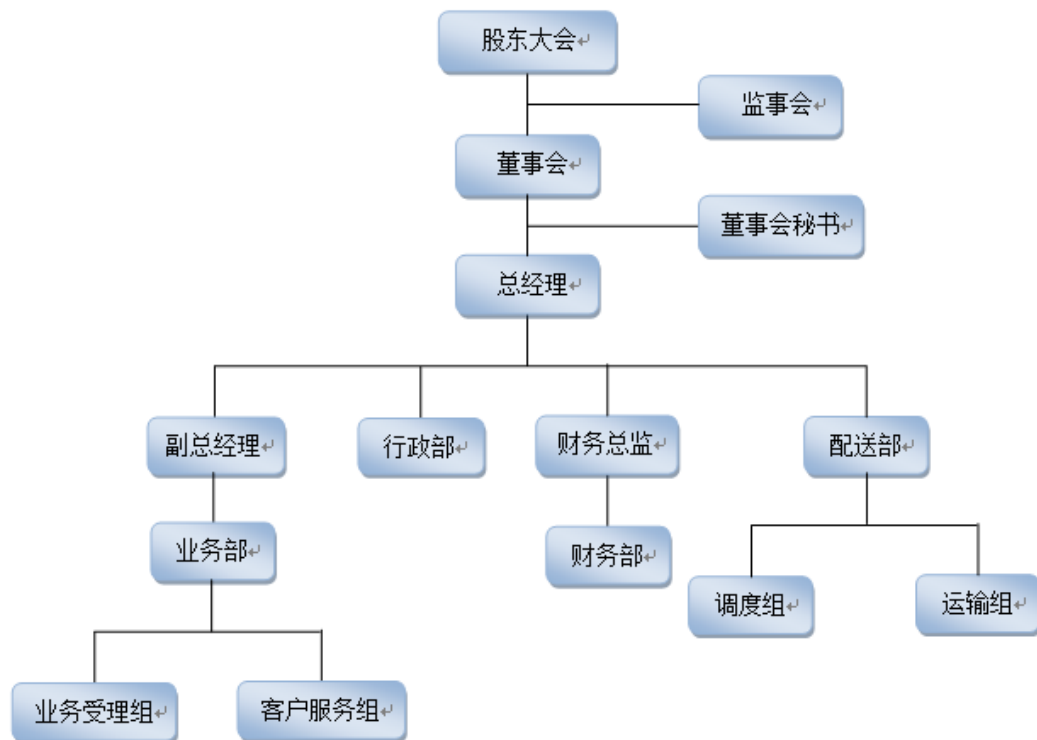 股东大会
监事会
董事会
董事会秘书
总经理
副总经理
行政部
财务总监
配送部
业务部
财务部
调度组
运输组
业务受理组
客户服务组